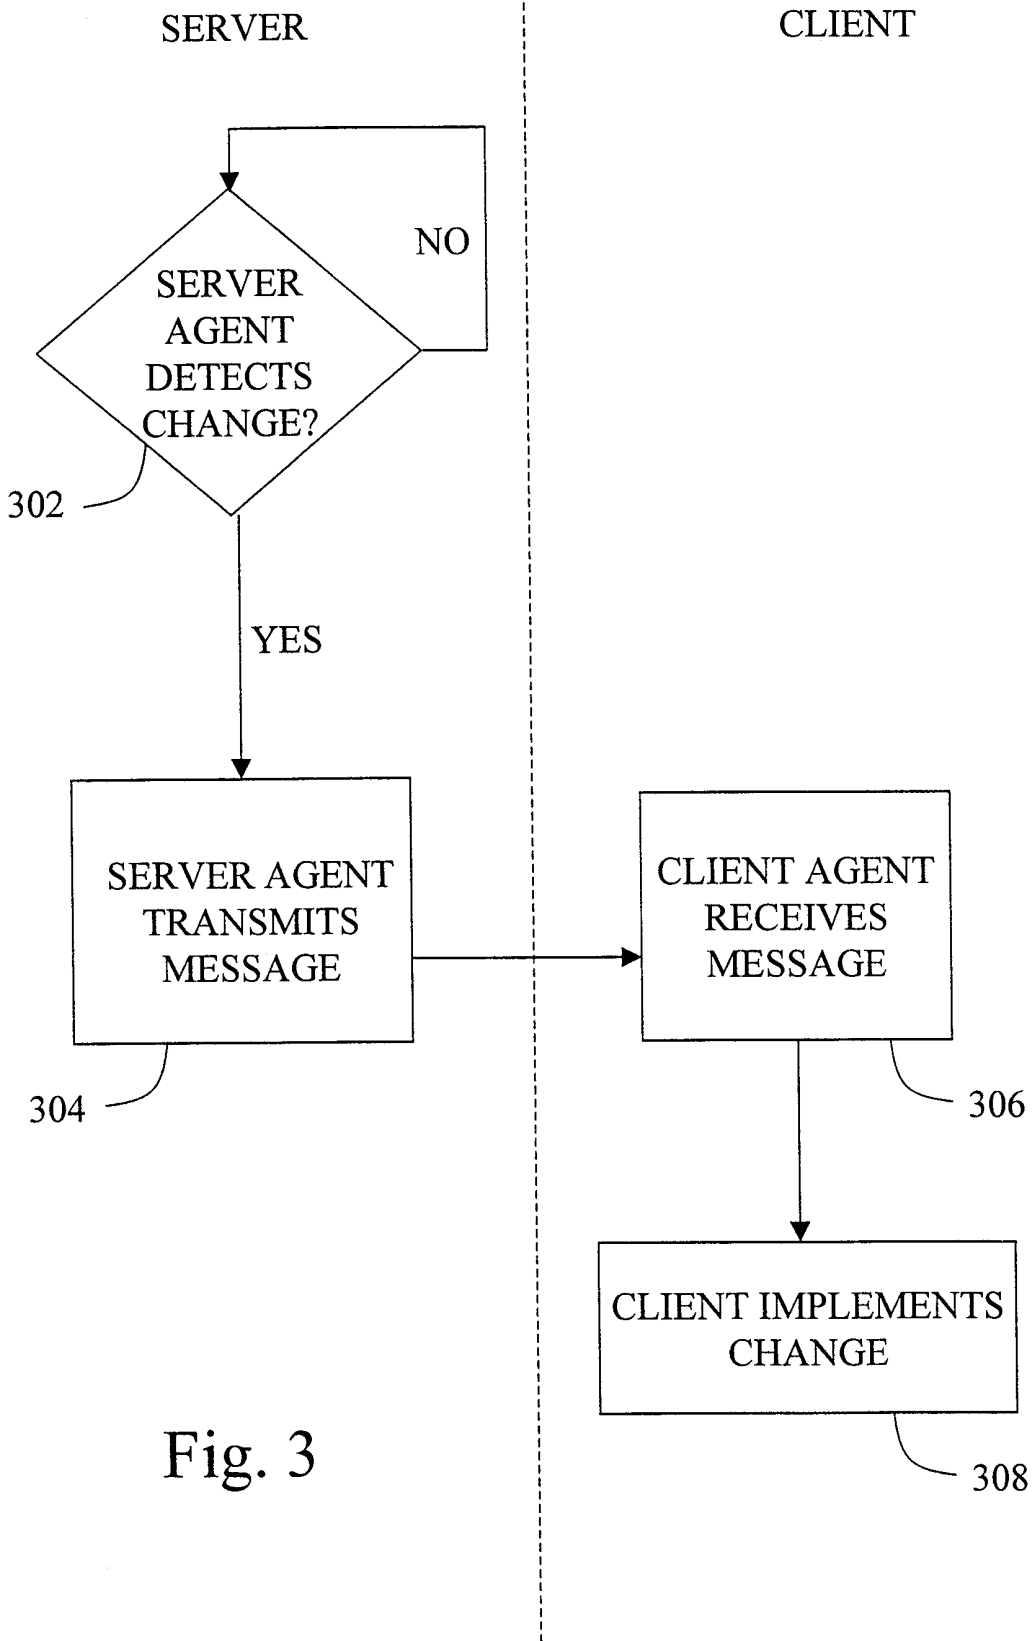 SERVER
CLIENT
NO
SERVER
AGENT
DETECTS
CHANGE?
302
YES
SERVER AGENT
TRANSMITS
MESSAGE
CLIENT AGENT
RECEIVES
MESSAGE
304
306
CLIENT IMPLEMENTS
CHANGE
Fig. 3
308